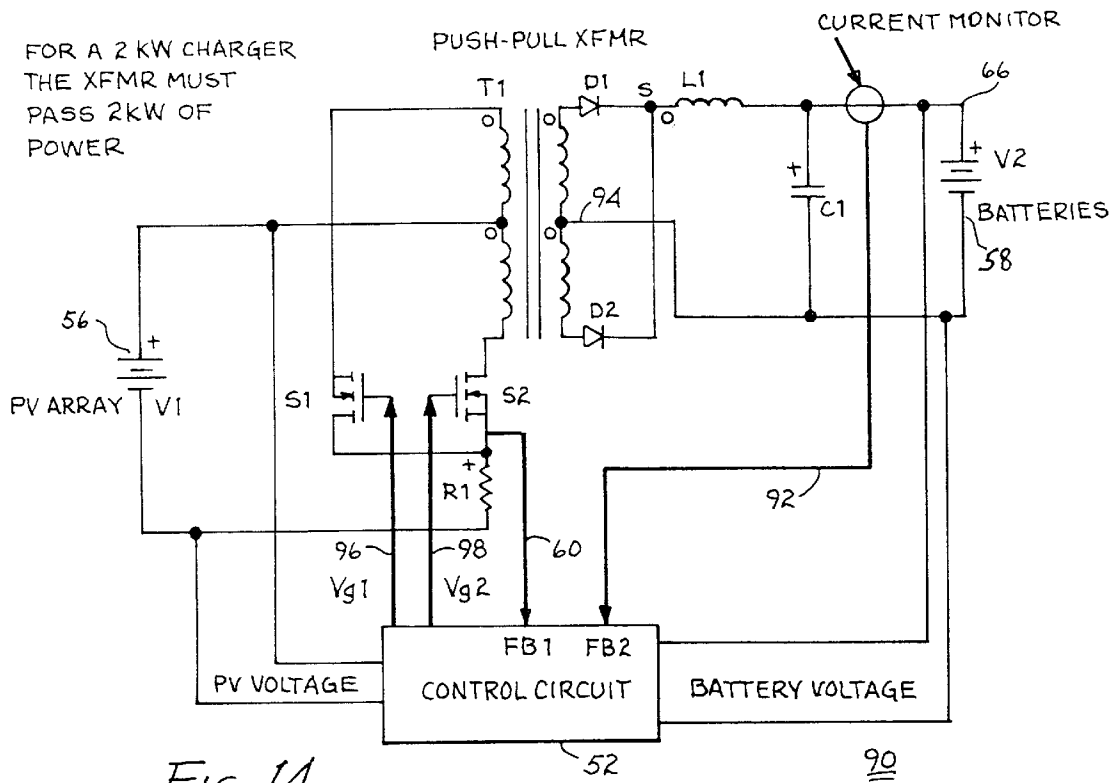 FOR A 2 KW CHARGER
THE XFMR MUST
PASS 2KW OF
POWER
PUSH-PULL XFMR
CURRENT MONITOR
T1
D1
S
L1
66
+
V2
94
+
C1
BATTERIES
58
56
+
D2
PV ARRAY V1
S1
S2
+
R1
92
96
98
60
Vg1
Vg2
FB1 FB2
PV VOLTAGE
CONTROL CIRCUIT
BATTERY VOLTAGE
52
90
Fig. 14